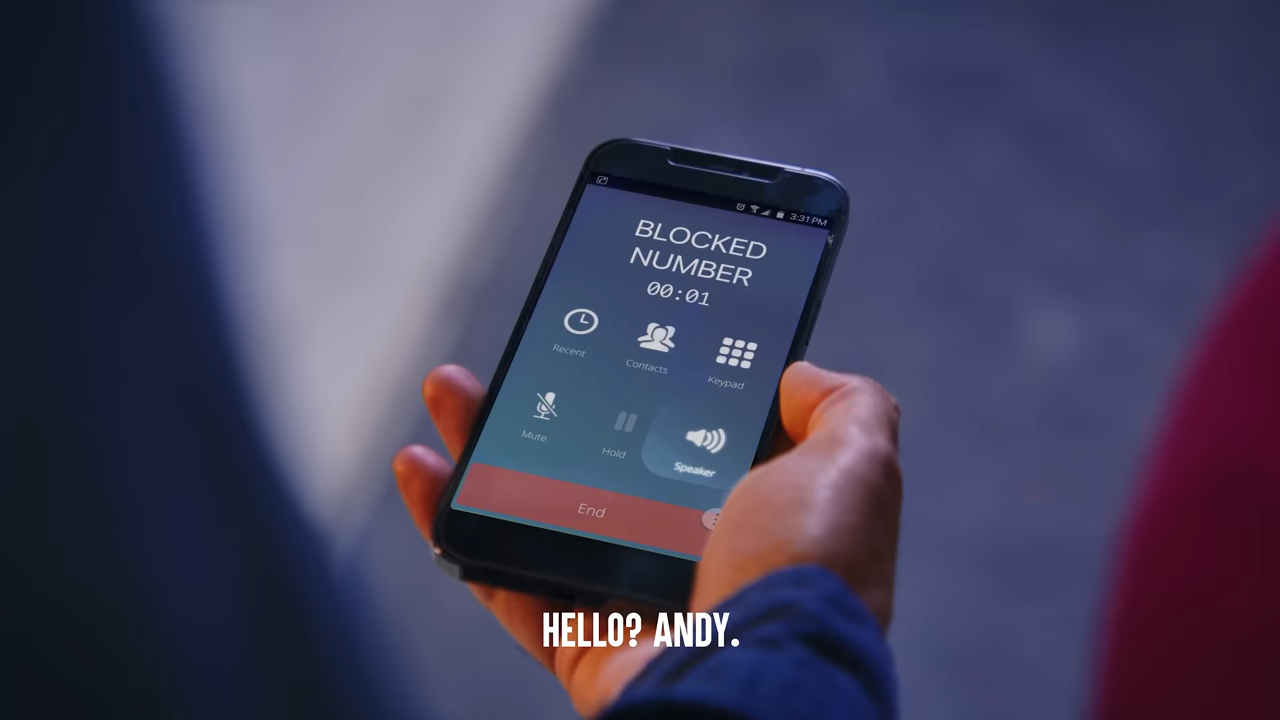 3:31 PM
BLOCKED
NUMBER
00:01
Recent
Contacts
Keypad
Mute
Hold
Speaker
End
HELLO? ANDY.